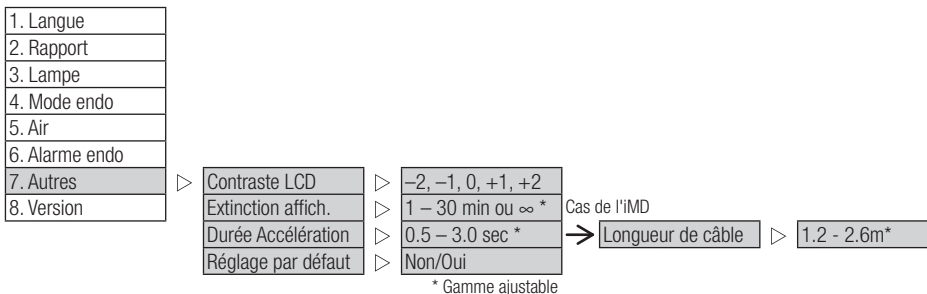 1. Langue
2. Rapport
3. Lampe
4. Mode endo
5. Air
6. Alarme endo
7. Autres
8. Version
Contraste LCD
–2, –1, 0, +1, +2
Extinction affich.
1 – 30 min ou ∞ *
Cas de l'iMD
Durée Accélération
0.5 – 3.0 sec *
Longueur de câble
1.2 - 2.6m*
Réglage par défaut
Non/Oui
* Gamme ajustable